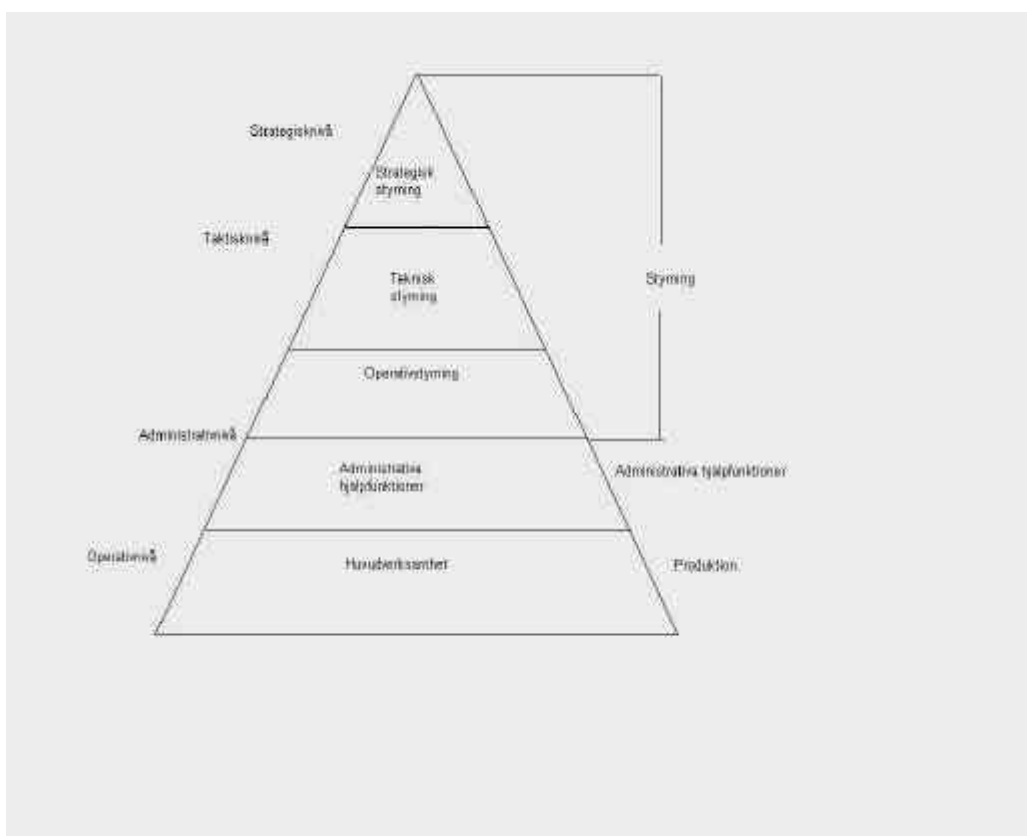 Strategisknivå
Strategisk
styrning
Taktisknivå
Teknisk
styrning
Styrning
Operativstyrning
Administrativnivå
Administrativa
hjälpfunktioner
Administrativa hjälpfunktioner
Operativnivå
Huvudverksamhet
Produktion